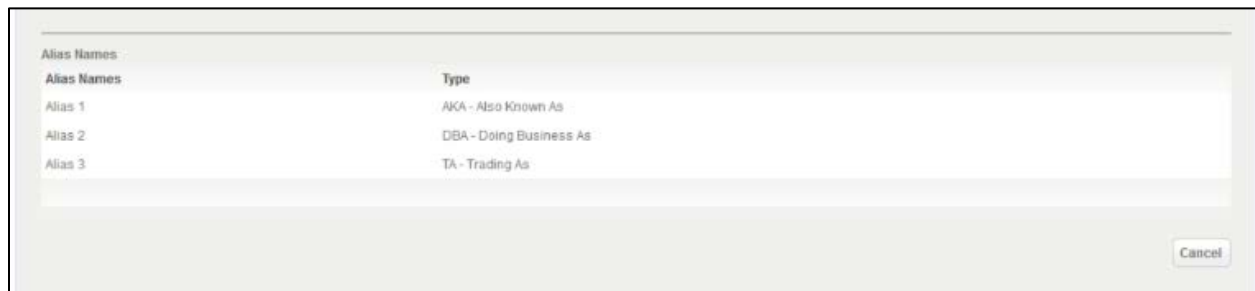 Alias Names
Alias Names Type
Alias 1 AKA - Also Known As
Alias 2 DBA - Doing Business As
Alias 3 TA - Trading As
Cancel